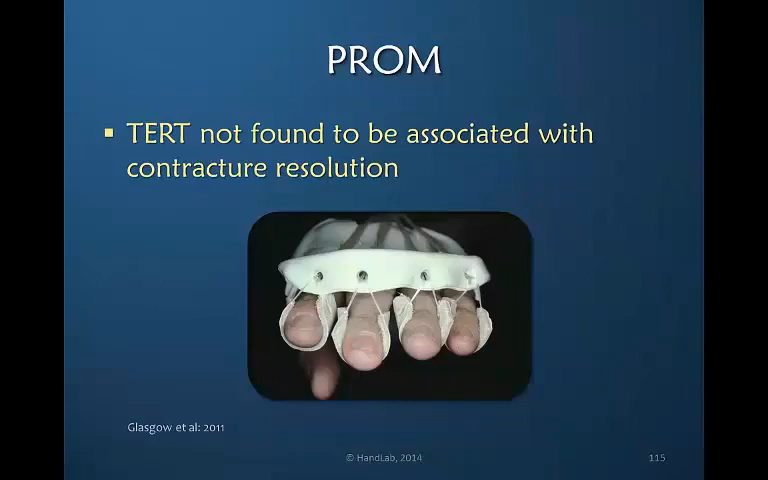 PROM
▪ TERT not found to be associated with
contracture resolution
Glasgow et al: 2011
© HandLab, 2014
115